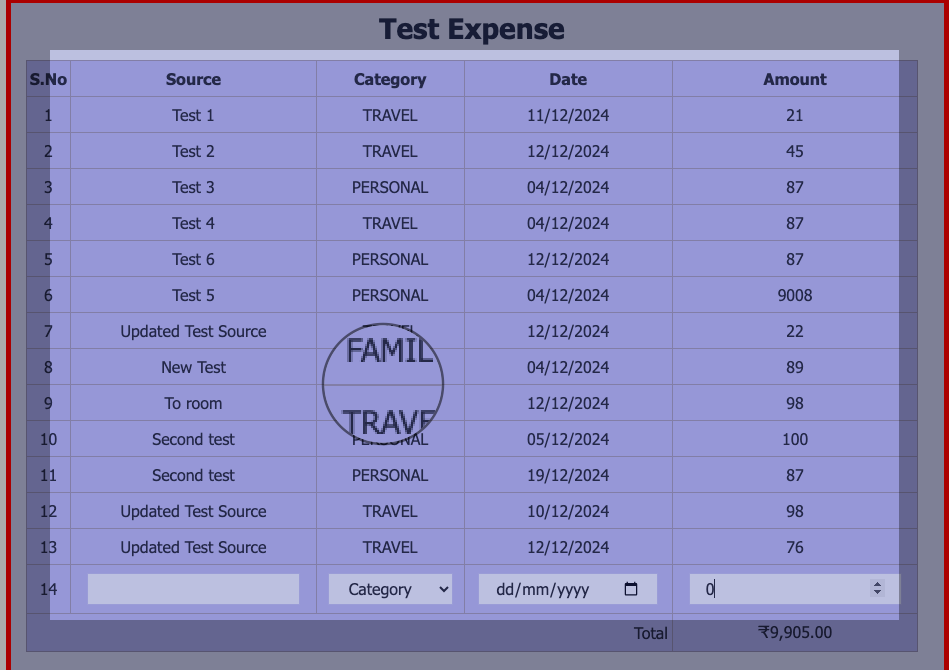 Test Expense
S.No Source Category Date Amount
1 Test 1 TRAVEL 11/12/2024 21
2 Test 2 TRAVEL 12/12/2024 45
3 Test 3 PERSONAL 04/12/2024 87
4 Test 4 TRAVEL 04/12/2024 87
5 Test 6 PERSONAL 12/12/2024 87
6 Test 5 PERSONAL 04/12/2024 9008
7 Updated Test Source 12/12/2024 22
8 New Test FAMIL 04/12/2024 89
9 To room TRAVE 12/12/2024 98
10 Second test PERSONAL 05/12/2024 100
11 Second test PERSONAL 19/12/2024 87
12 Updated Test Source TRAVEL 10/12/2024 98
13 Updated Test Source TRAVEL 12/12/2024 76
14 Category dd/mm/yyyy 0
Total ₹9,905.00